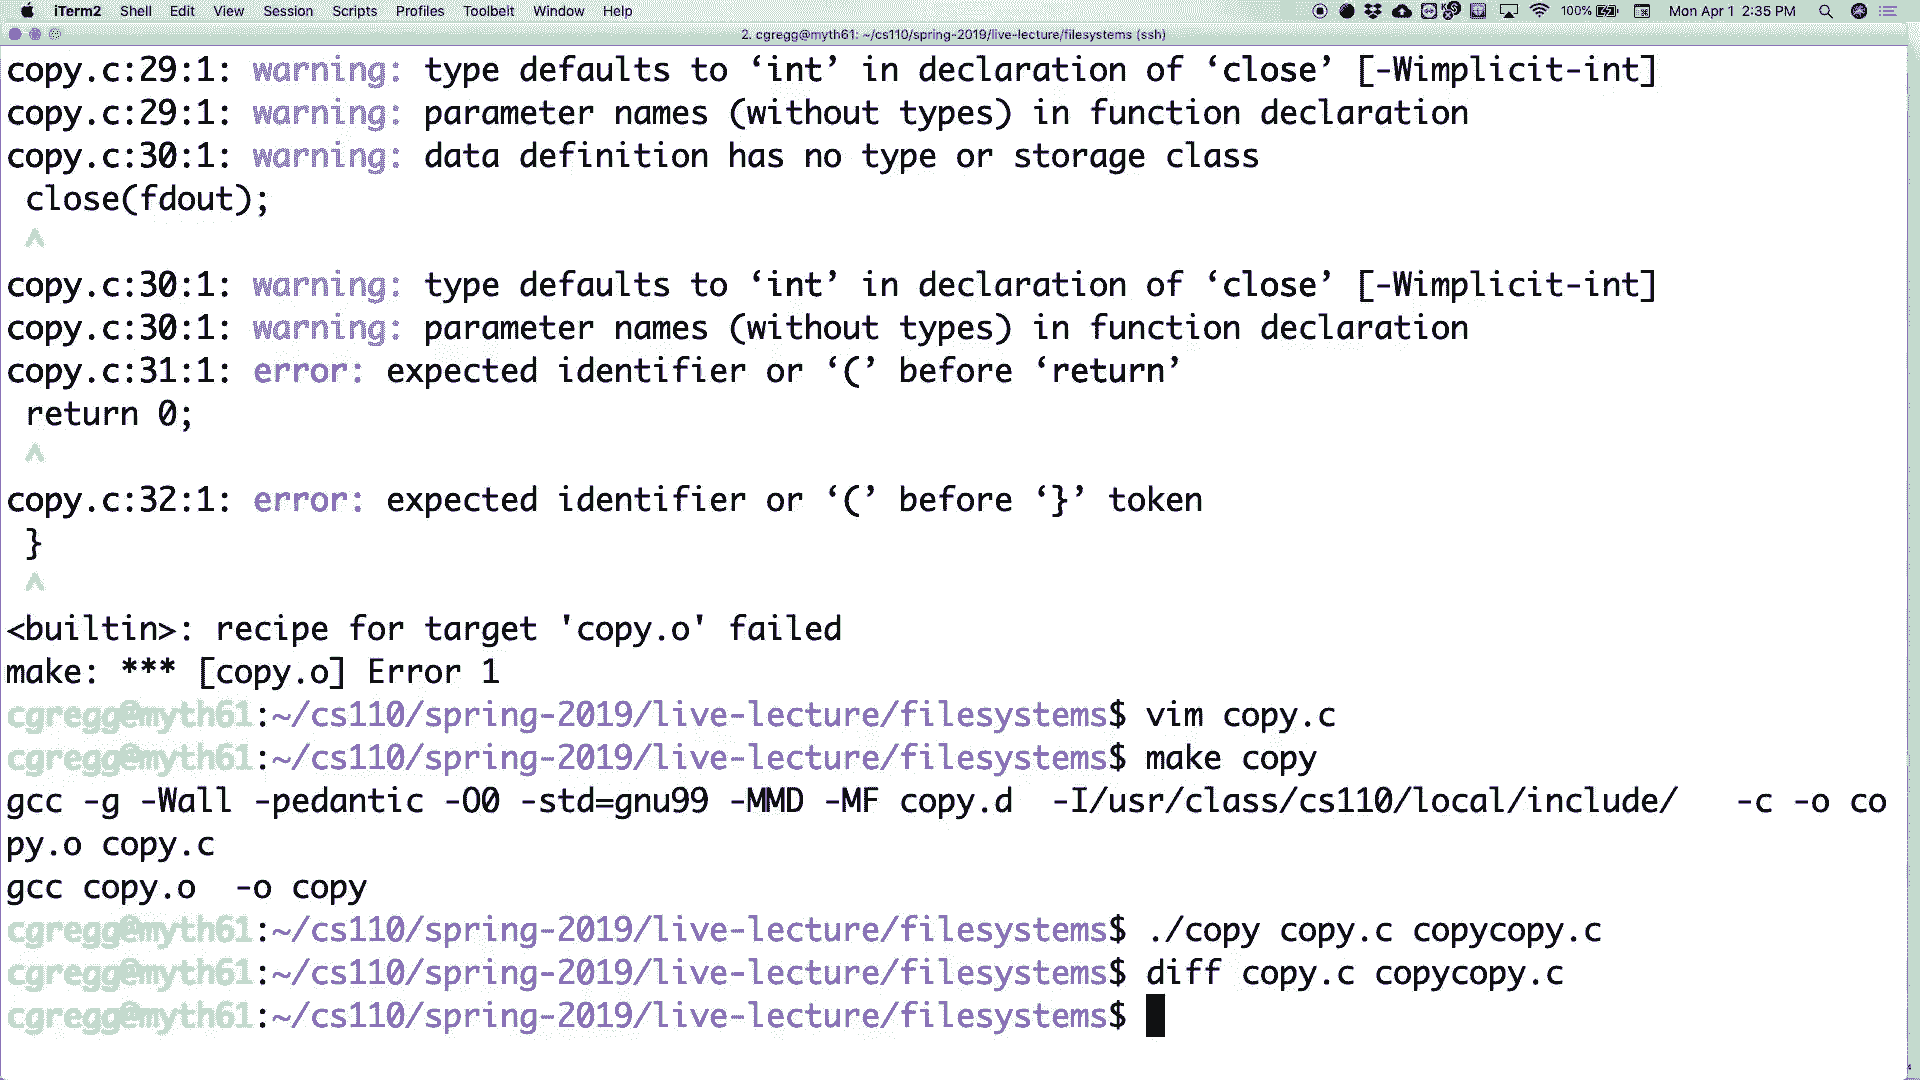 iTerm2 Shell Edit View Session Scripts Profiles Toolbelt Window Help 100% Mon Apr 1 2:35 PM
2. cgregg@myth61: ~/cs110/spring-2019/live-lecture/filesystems (ssh)
copy.c:29:1: warning: type defaults to ‘int’ in declaration of ‘close’ [-Wimplicit-int]
copy.c:29:1: warning: parameter names (without types) in function declaration
copy.c:30:1: warning: data definition has no type or storage class
 close(fdout);
 ^
copy.c:30:1: warning: type defaults to ‘int’ in declaration of ‘close’ [-Wimplicit-int]
copy.c:30:1: warning: parameter names (without types) in function declaration
copy.c:31:1: error: expected identifier or ‘(’ before ‘return’
 return 0;
 ^
copy.c:32:1: error: expected identifier or ‘(’ before ‘}’ token
 }
 ^
<builtin>: recipe for target 'copy.o' failed
make: *** [copy.o] Error 1
cgregg@myth61:~/cs110/spring-2019/live-lecture/filesystems$ vim copy.c
cgregg@myth61:~/cs110/spring-2019/live-lecture/filesystems$ make copy
gcc -g -Wall -pedantic -O0 -std=gnu99 -MMD -MF copy.d  -I/usr/class/cs110/local/include/   -c -o co
py.o copy.c
gcc copy.o  -o copy
cgregg@myth61:~/cs110/spring-2019/live-lecture/filesystems$ ./copy copy.c copycopy.c
cgregg@myth61:~/cs110/spring-2019/live-lecture/filesystems$ diff copy.c copycopy.c
cgregg@myth61:~/cs110/spring-2019/live-lecture/filesystems$